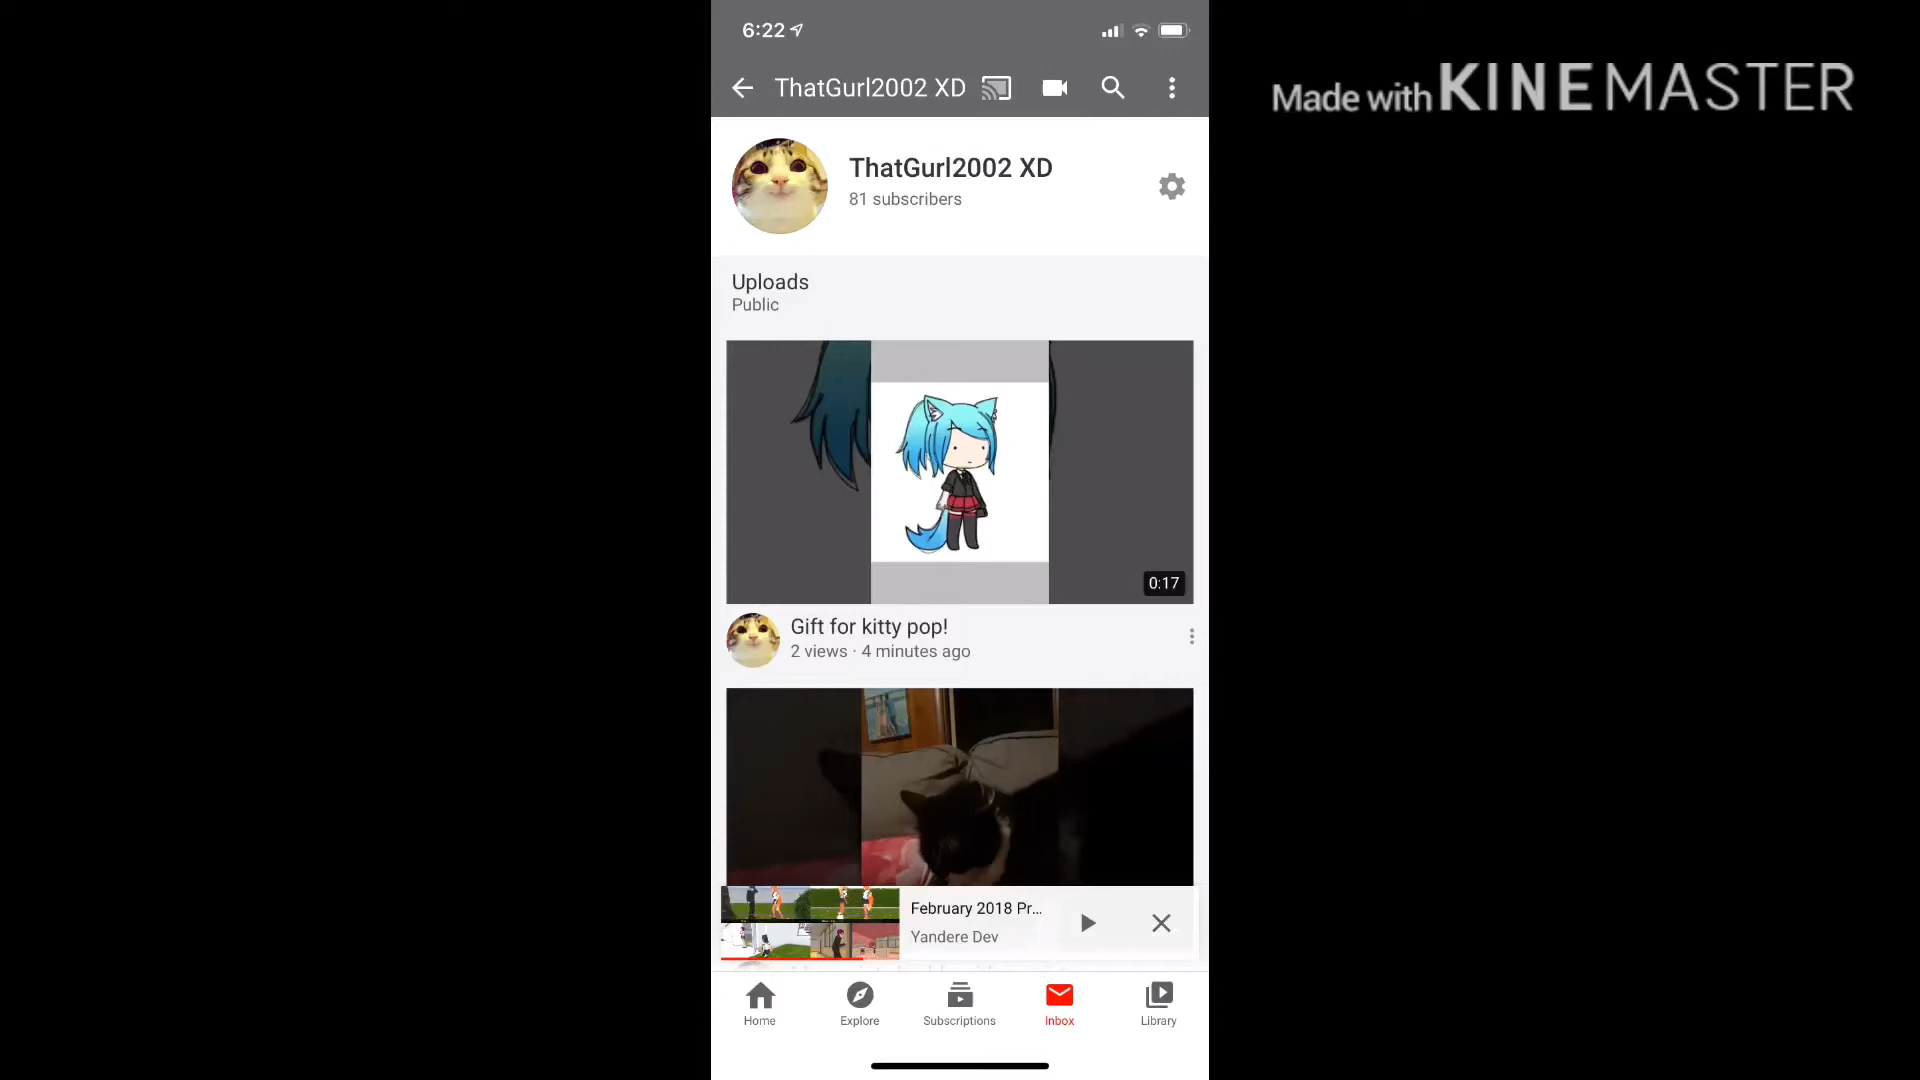 6:22
Made with KINEMASTER
ThatGurl2002 XD
ThatGurl2002 XD
81 subscribers
Uploads
Public
0:17
Gift for kitty pop!
2 views · 4 minutes ago
February 2018 Pr...
Yandere Dev
Home
Explore
Subscriptions
Inbox
Library